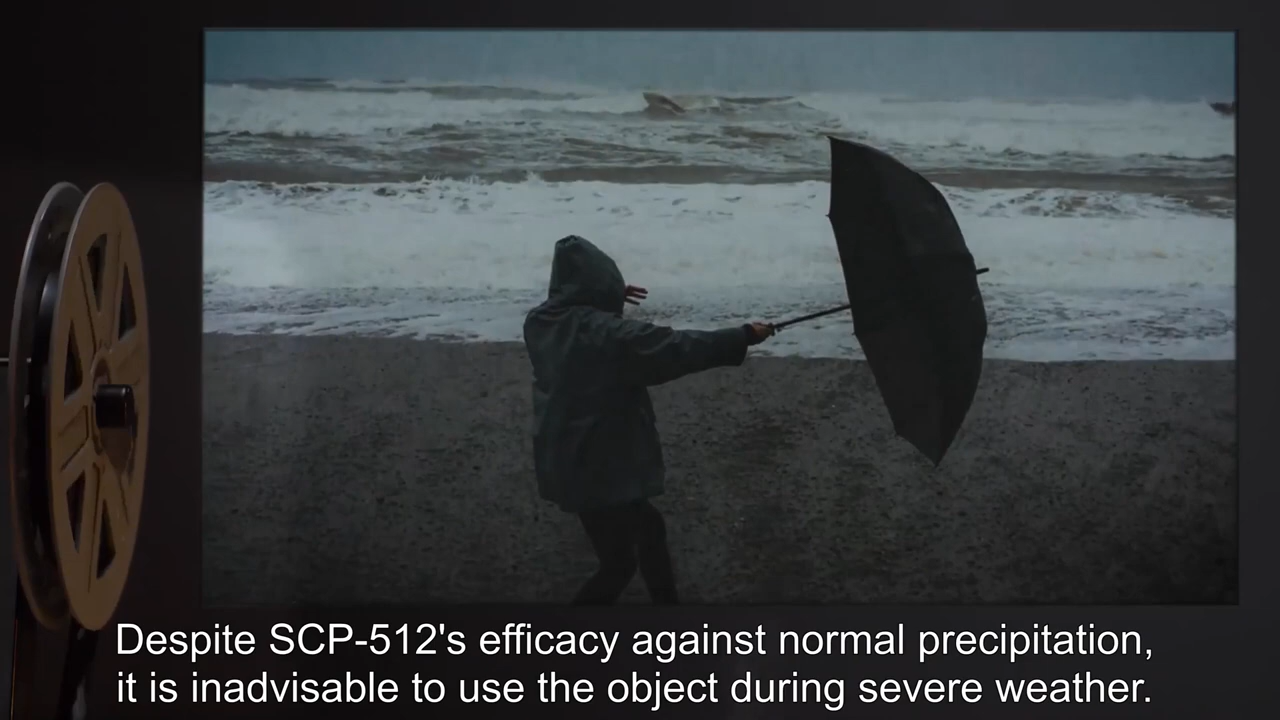 Despite SCP-512's efficacy against normal precipitation,
it is inadvisable to use the object during severe weather.